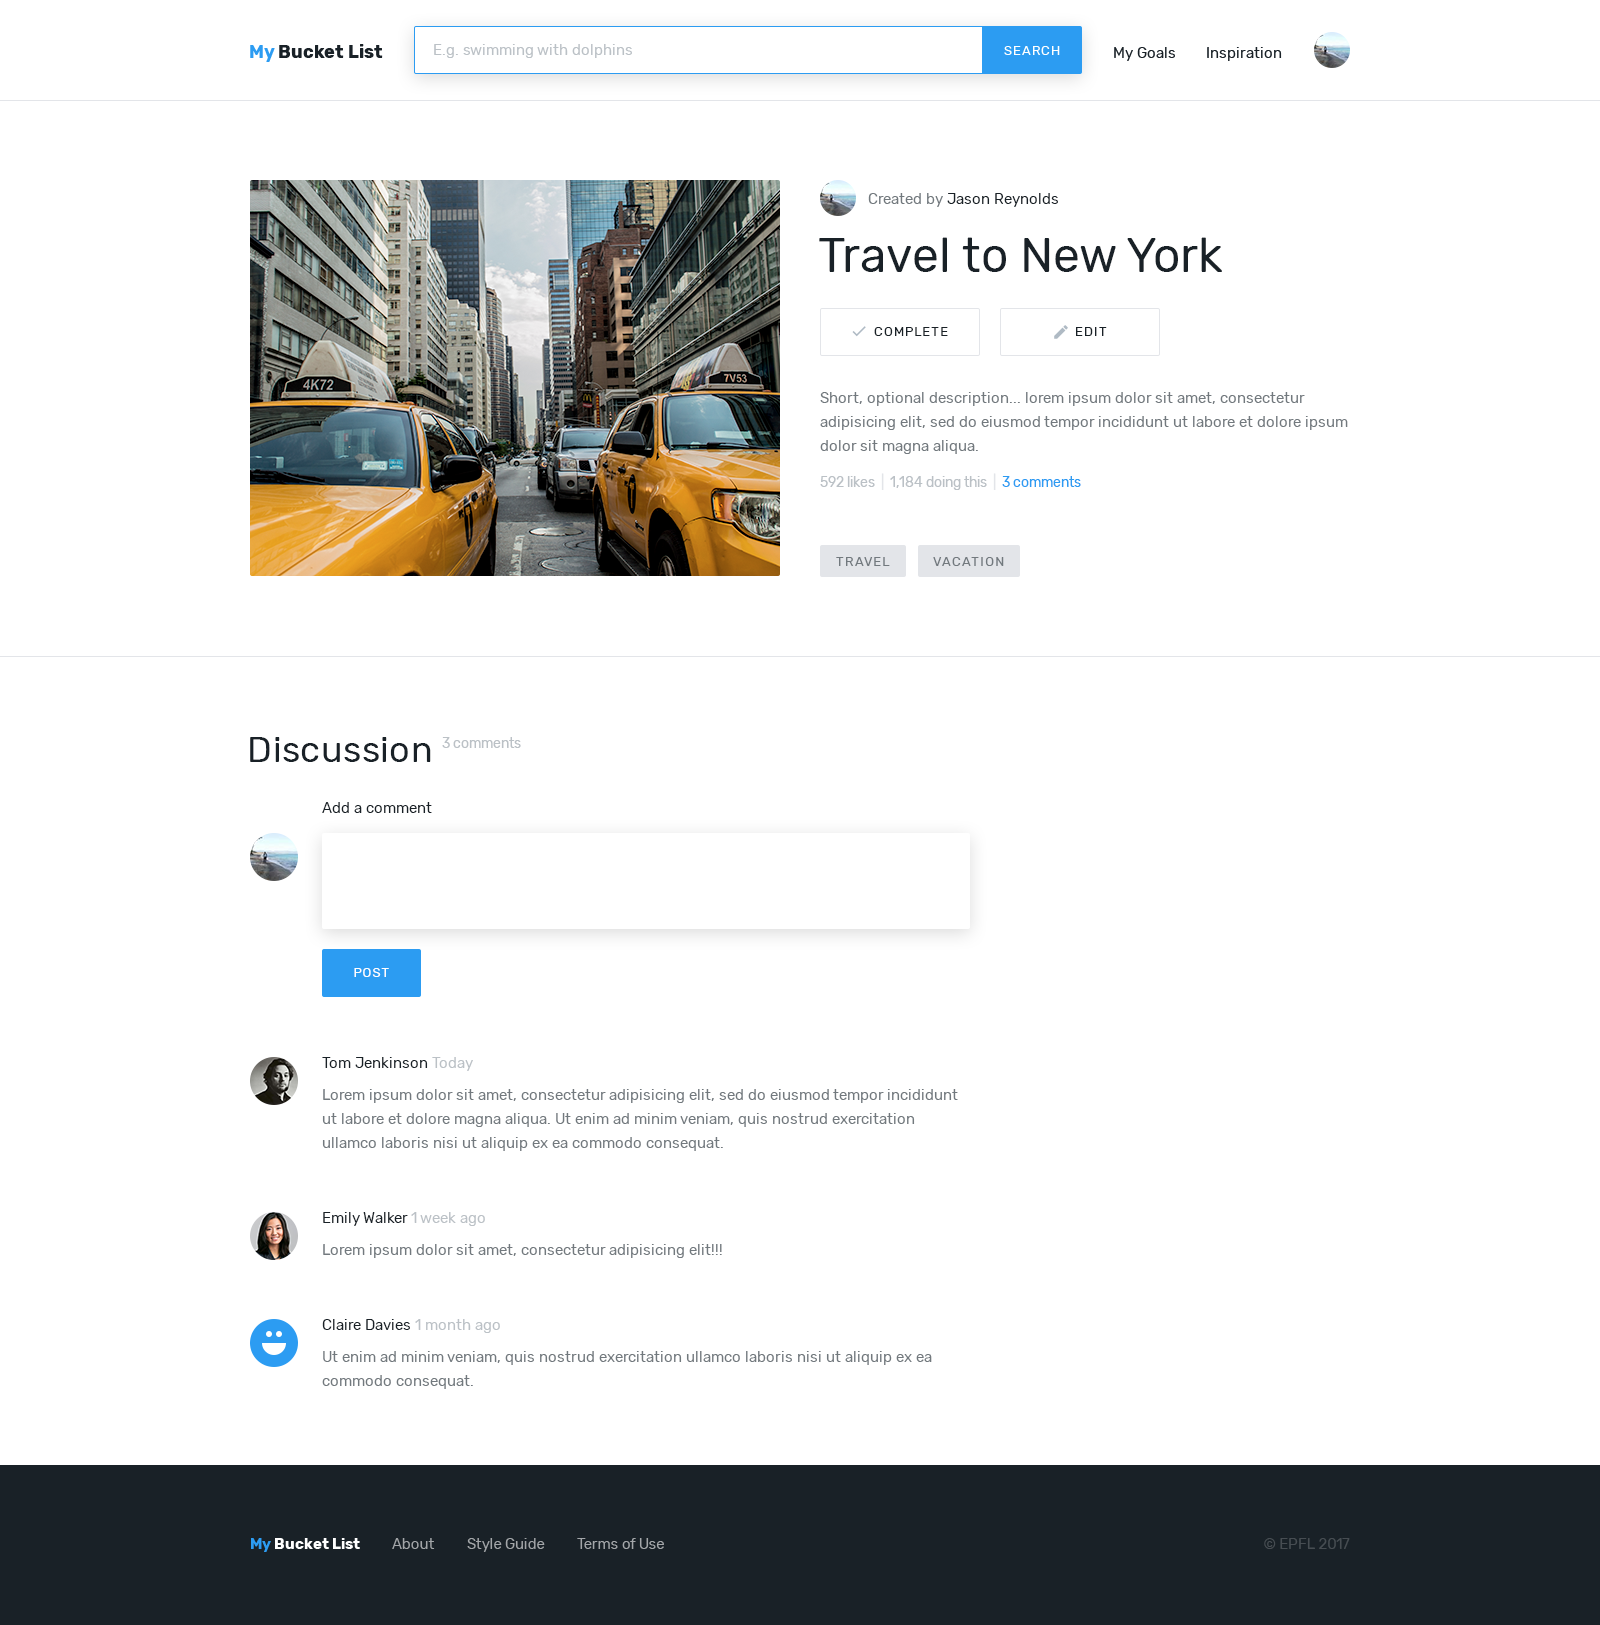 My Bucket List
E.g. swimming with dolphins
SEARCH
My Goals
Inspiration
4K72
7V53
Created by Jason Reynolds
Travel to New York
COMPLETE
EDIT
Short, optional description... lorem ipsum dolor sit amet, consectetur
adipisicing elit, sed do eiusmod tempor incididunt ut labore et dolore ipsum
dolor sit magna aliqua.
592 likes | 1,184 doing this | 3 comments
TRAVEL
VACATION
Discussion 3 comments
Add a comment
POST
Tom Jenkinson Today
Lorem ipsum dolor sit amet, consectetur adipisicing elit, sed do eiusmod tempor incididunt
ut labore et dolore magna aliqua. Ut enim ad minim veniam, quis nostrud exercitation
ullamco laboris nisi ut aliquip ex ea commodo consequat.
Emily Walker 1 week ago
Lorem ipsum dolor sit amet, consectetur adipisicing elit!!!
Claire Davies 1 month ago
Ut enim ad minim veniam, quis nostrud exercitation ullamco laboris nisi ut aliquip ex ea
commodo consequat.
My Bucket List
About
Style Guide
Terms of Use
© EPFL 2017